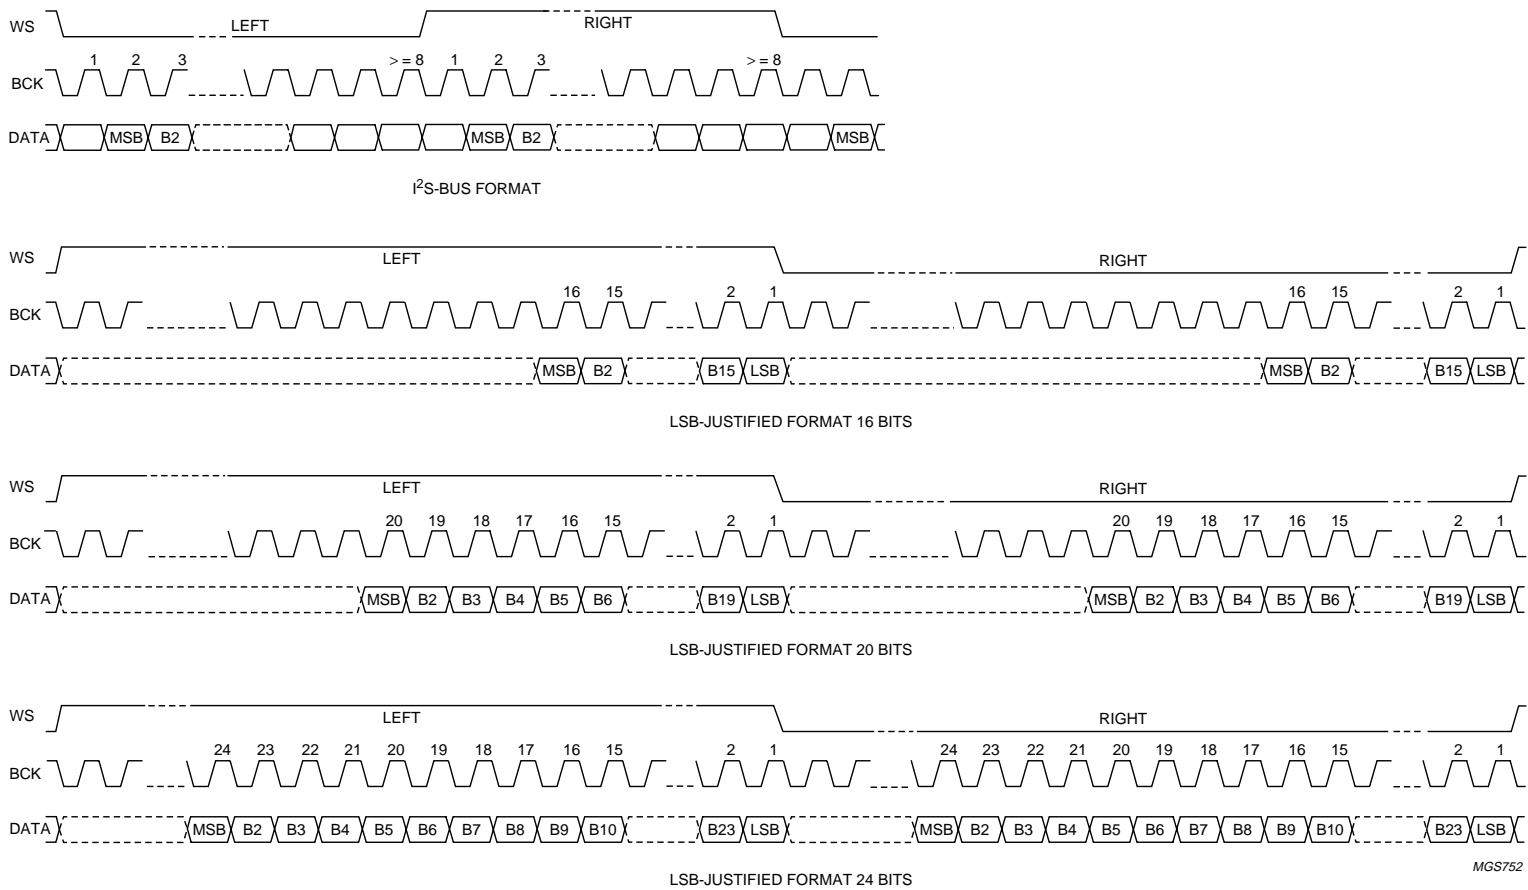 WS LEFT RIGHT
BCK 1 2 3 > = 8 1 2 3 > = 8
DATA MSB B2 MSB B2 MSB
I2S-BUS FORMAT
WS LEFT RIGHT
BCK 16 15 2 1 16 15 2 1
DATA MSB B2 B15 LSB MSB B2 B15 LSB
LSB-JUSTIFIED FORMAT 16 BITS
WS LEFT RIGHT
BCK 20 19 18 17 16 15 2 1 20 19 18 17 16 15 2 1
DATA MSB B2 B3 B4 B5 B6 B19 LSB MSB B2 B3 B4 B5 B6 B19 LSB
LSB-JUSTIFIED FORMAT 20 BITS
WS LEFT RIGHT
BCK 24 23 22 21 20 19 18 17 16 15 2 1 24 23 22 21 20 19 18 17 16 15 2 1
DATA MSB B2 B3 B4 B5 B6 B7 B8 B9 B10 B23 LSB MSB B2 B3 B4 B5 B6 B7 B8 B9 B10 B23 LSB
MGS752
LSB-JUSTIFIED FORMAT 24 BITS